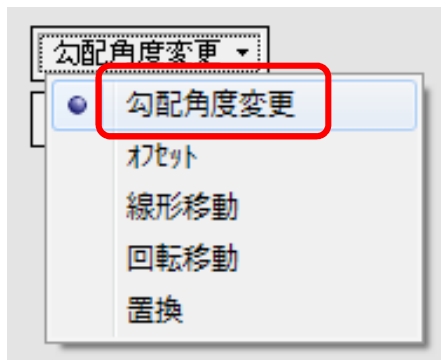 勾配角度変更
勾配角度変更
ｵﾌｾｯﾄ
線形移動
回転移動
置換